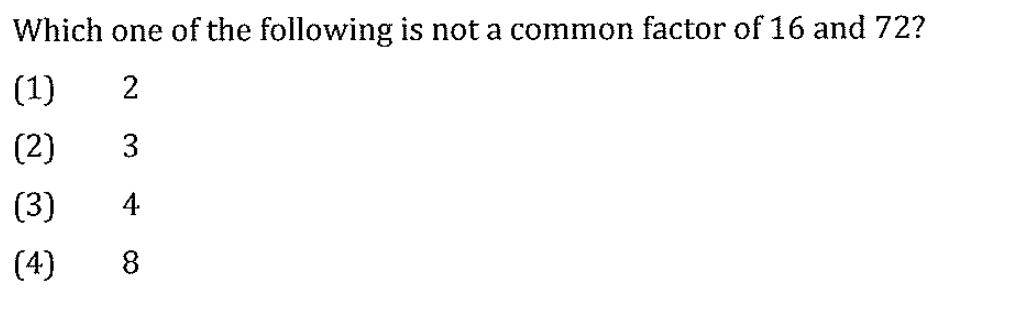 Which one of the following is not a common factor of 16 and 72?
(1) 2
(2) 3
(3) 4
(4) 8